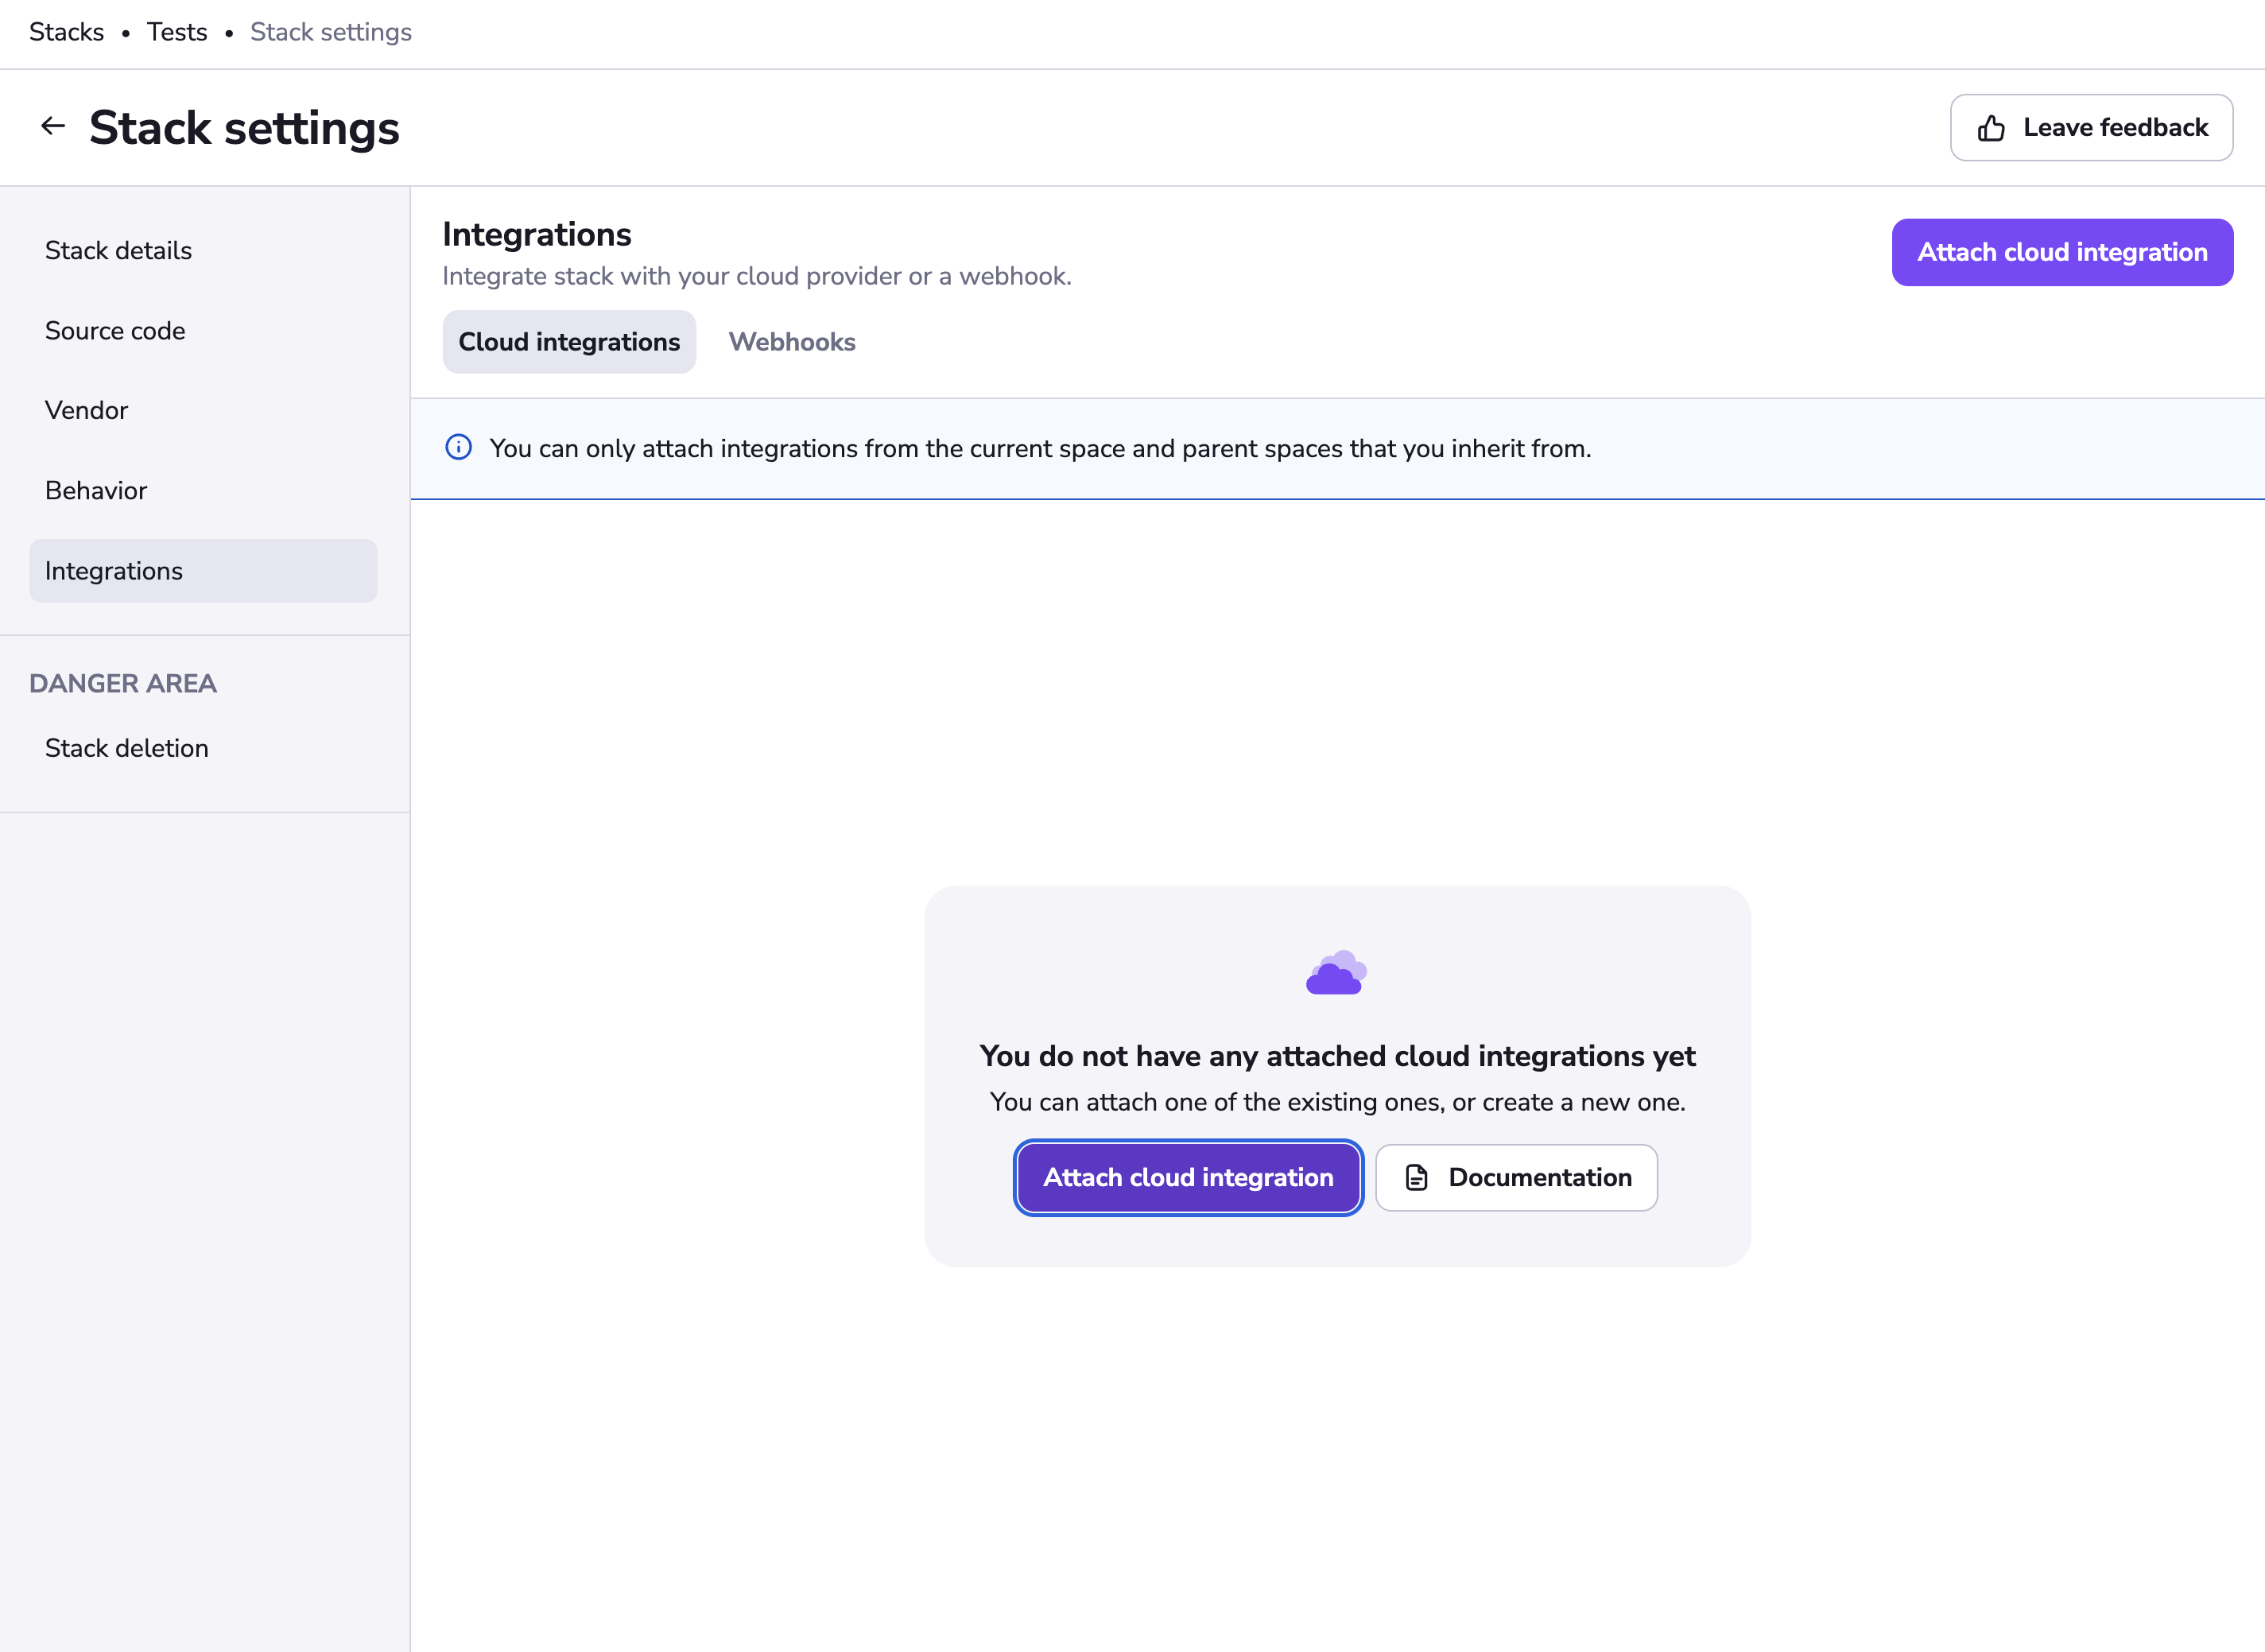 Stacks • Tests • Stack settings
Stack settings
Leave feedback
Stack details
Source code
Vendor
Behavior
Integrations
DANGER AREA
Stack deletion
Integrations
Integrate stack with your cloud provider or a webhook.
Attach cloud integration
Cloud integrations
Webhooks
You can only attach integrations from the current space and parent spaces that you inherit from.
You do not have any attached cloud integrations yet
You can attach one of the existing ones, or create a new one.
Attach cloud integration
Documentation